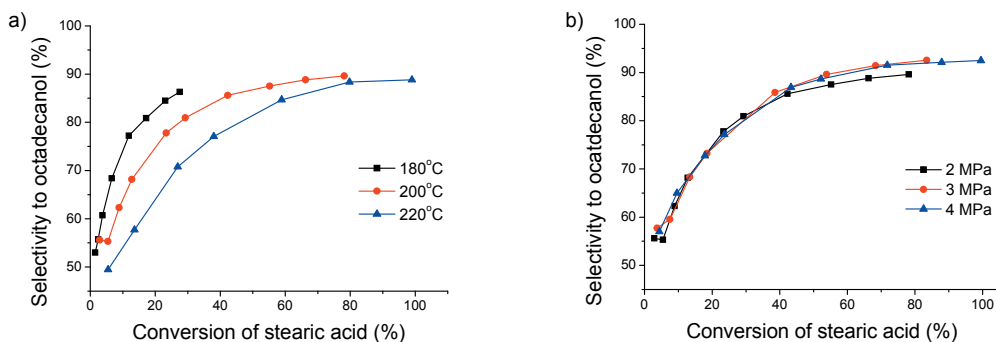 a)
Selectivity to octadecanol (%)
100
90
80
70
60
50
180°C
200°C
220°C
0 20 40 60 80 100
Conversion of stearic acid (%)
b)
Selectivity to ocatdecanol (%)
100
90
80
70
60
50
2 MPa
3 MPa
4 MPa
0 20 40 60 80 100
Conversion of stearic acid (%)